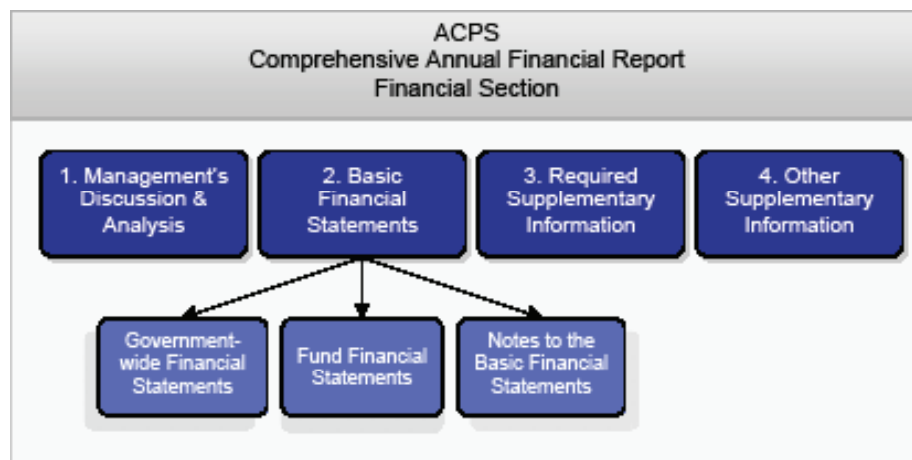 ACPS
Comprehensive Annual Financial Report
Financial Section
1. Management's
Discussion &
Analysis
2. Basic
Financial
Statements
3. Required
Supplementary
Information
4. Other
Supplementary
Information
Government-
wide Financial
Statements
Fund Financial
Statements
Notes to the
Basic Financial
Statements